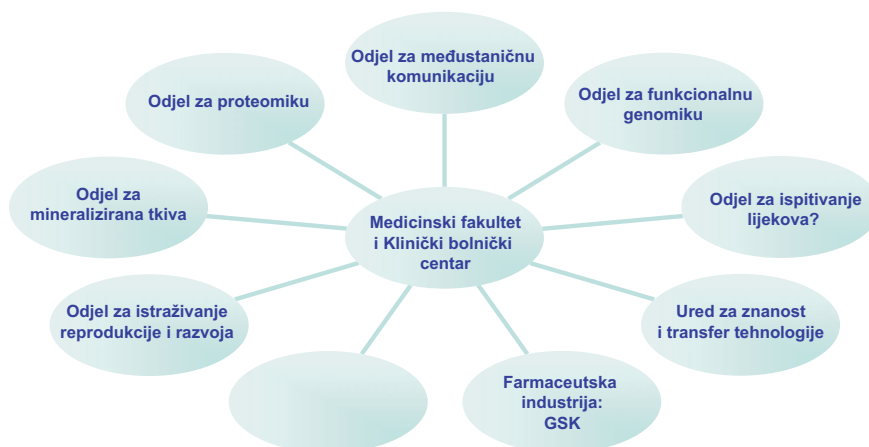 Odjel za međustaničnu
komunikaciju
Odjel za proteomiku
Odjel za funkcionalnu
genomiku
Odjel za
mineralizirana tkiva
Odjel za ispitivanje
lijekova?
Medicinski fakultet
i Klinički bolnički
centar
Odjel za istraživanje
reprodukcije i razvoja
Ured za znanost
i transfer tehnologije
Farmaceutska
industrija:
GSK